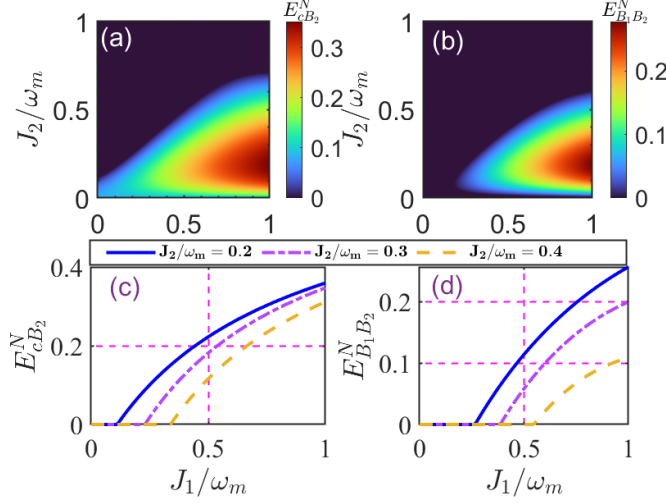 (a)
E^N_{cB_2}
J_2/ω_m
1
0.5
0
0 0.5 1
0.3
0.2
0.1
0
(b)
E^N_{B_1B_2}
J_2/ω_m
1
0.5
0
0 0.5 1
0.2
0.1
0
J_2/ω_m = 0.2 J_2/ω_m = 0.3 J_2/ω_m = 0.4
(c)
E^N_{cB_2}
0.4
0.2
0
0 0.5 1
J_1/ω_m
(d)
E^N_{B_1B_2}
0.2
0.1
0
0 0.5 1
J_1/ω_m